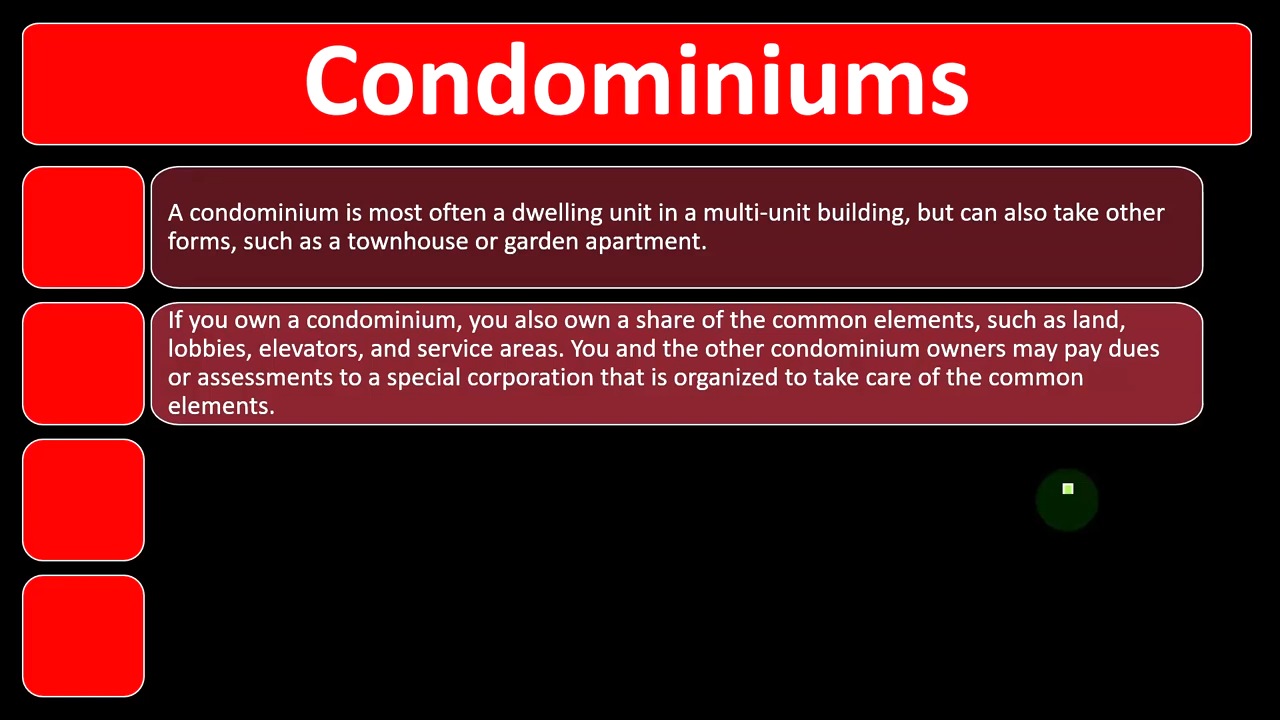 Condominiums
A condominium is most often a dwelling unit in a multi-unit building, but can also take other
forms, such as a townhouse or garden apartment.
If you own a condominium, you also own a share of the common elements, such as land,
lobbies, elevators, and service areas. You and the other condominium owners may pay dues
or assessments to a special corporation that is organized to take care of the common
elements.